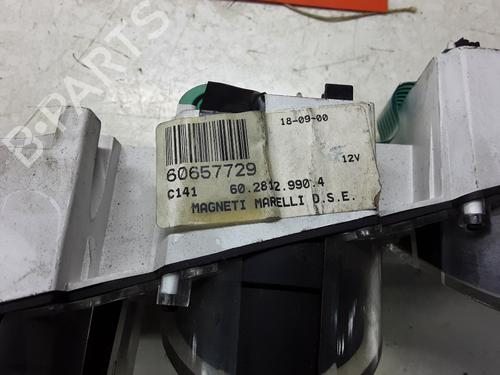 B-PARTS
18-09-00
60657729
12V
C141 60.2812.990.4
MAGNETI MARELLI D.S.E.